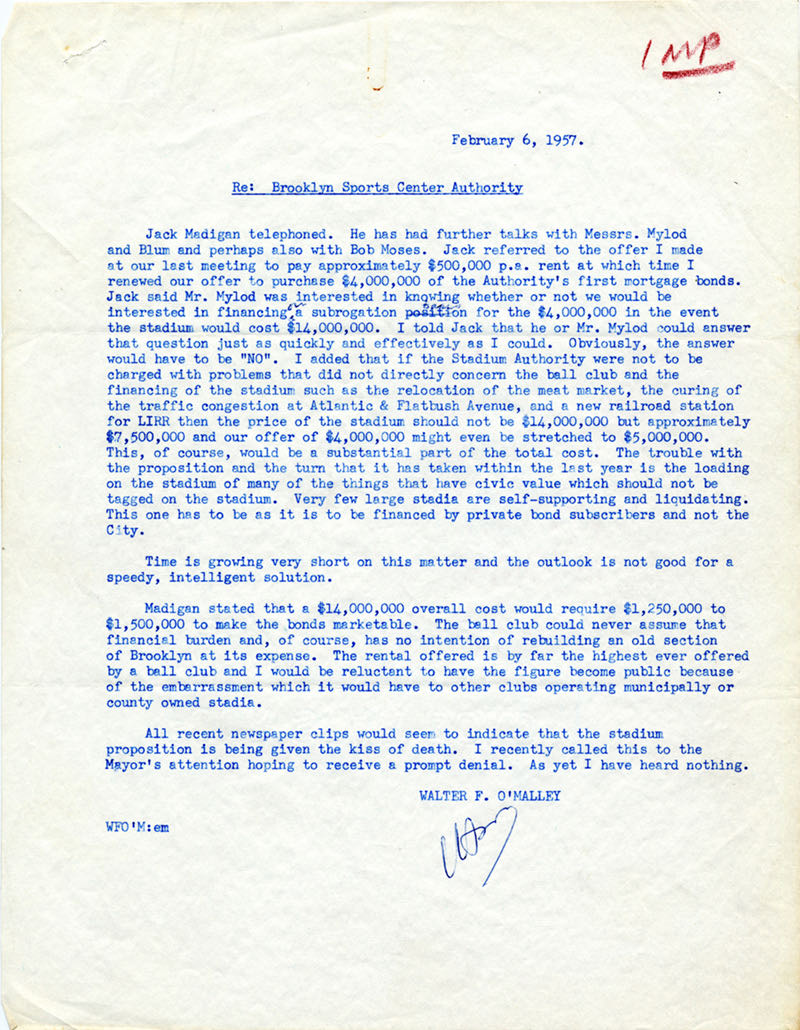 IMP
February 6, 1957.
Re: Brooklyn Sports Center Authority
Jack Madigan telephoned. He has had further talks with Messrs. Mylod
and Blum and perhaps also with Bob Moses. Jack referred to the offer I made
at our last meeting to pay approximately $500,000 p.a. rent at which time I
renewed our offer to purchase $4,000,000 of the Authority's first mortgage bonds.
Jack said Mr. Mylod was interested in knowing whether or not we would be
interested in financing a subrogation position for the $4,000,000 in the event
the stadium would cost $14,000,000. I told Jack that he or Mr. Mylod could answer
that question just as quickly and effectively as I could. Obviously, the answer
would have to be "NO". I added that if the Stadium Authority were not to be
charged with problems that did not directly concern the ball club and the
financing of the stadium such as the relocation of the meat market, the curing of
the traffic congestion at Atlantic & Flatbush Avenue, and a new railroad station
for LIRR then the price of the stadium should not be $14,000,000 but approximately
$7,500,000 and our offer of $4,000,000 might even be stretched to $5,000,000.
This, of course, would be a substantial part of the total cost. The trouble with
the proposition and the turn that it has taken within the last year is the loading
on the stadium of many of the things that have civic value which should not be
tagged on the stadium. Very few large stadia are self-supporting and liquidating.
This one has to be as it is to be financed by private bond subscribers and not the
City.
Time is growing very short on this matter and the outlook is not good for a
speedy, intelligent solution.
Madigan stated that a $14,000,000 overall cost would require $1,250,000 to
$1,500,000 to make the bonds marketable. The ball club could never assume that
financial burden and, of course, has no intention of rebuilding an old section
of Brooklyn at its expense. The rental offered is by far the highest ever offered
by a ball club and I would be reluctant to have the figure become public because
of the embarrassment which it would have to other clubs operating municipally or
county owned stadia.
All recent newspaper clips would seem to indicate that the stadium
proposition is being given the kiss of death. I recently called this to the
Mayor's attention hoping to receive a prompt denial. As yet I have heard nothing.
WALTER F. O'MALLEY
WFO'M:em